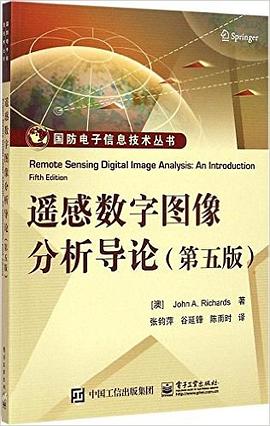 Springer
国防电子信息技术丛书
Remote Sensing Digital Image Analysis: An Introduction
Fifth Edition
遥感数字图像
分析导论（第五版）
[澳] John A. Richards 著
张钧萍 谷延锋 陈雨时 译
中国工信出版集团
电子工业出版社
遥感数字图像分析导论（第五版）